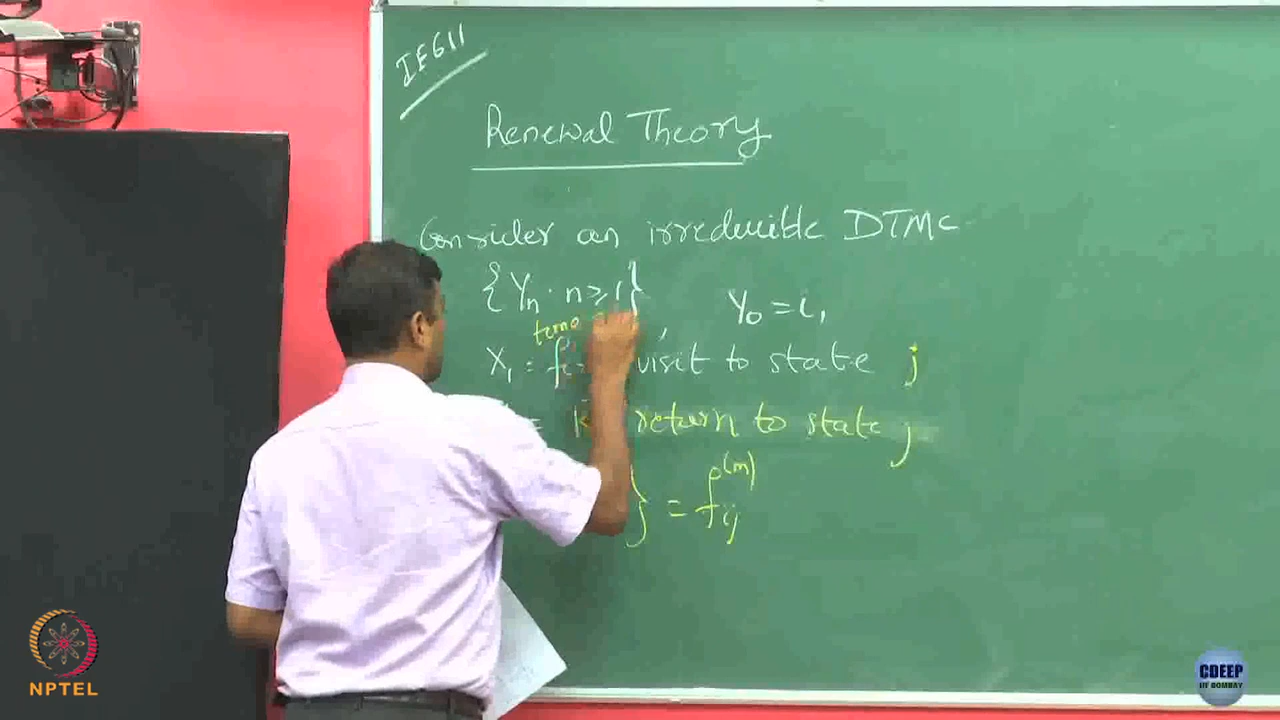 IE611
Renewal Theory
Consider an irreducible DTMC
{Yn. n≥1}, Y0 = i,
time
X1 = visit to state j
= return to state j
} = fij(m)
NPTEL
CDEEP
IIT BOMBAY